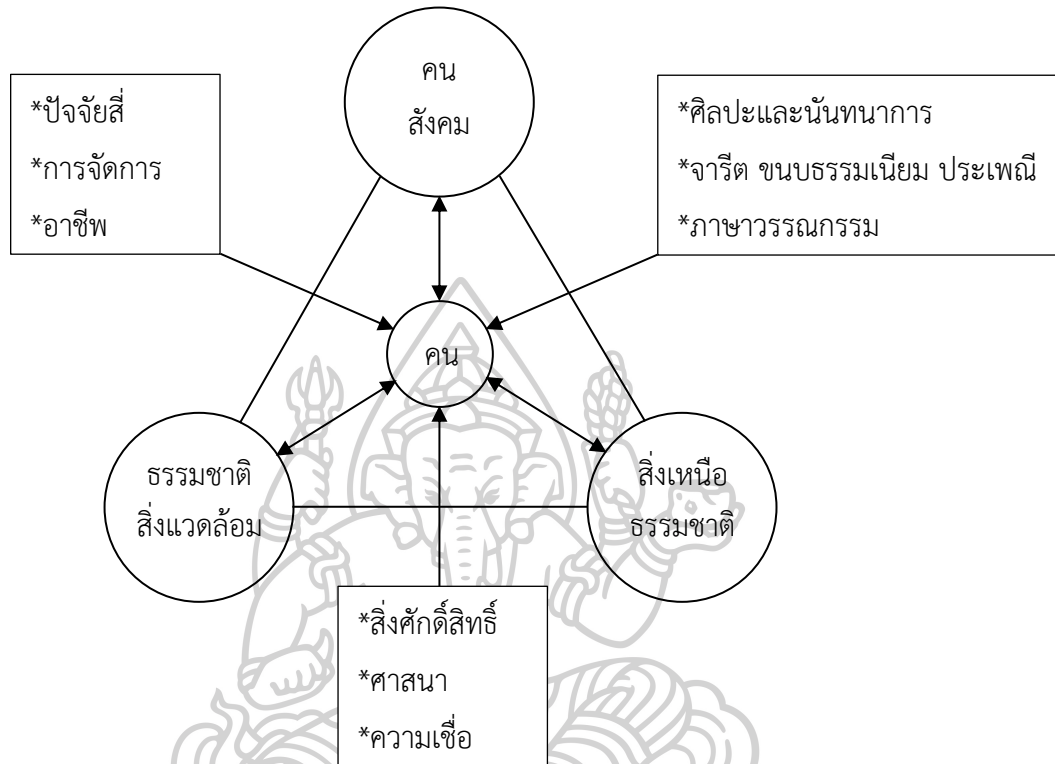 คน
สังคม
*ปัจจัยสี่
*การจัดการ
*อาชีพ
*ศิลปะและนันทนาการ
*จารีต ขนบธรรมเนียม ประเพณี
*ภาษาวรรณกรรม
คน
ธรรมชาติ
สิ่งแวดล้อม
สิ่งเหนือ
ธรรมชาติ
*สิ่งศักดิ์สิทธิ์
*ศาสนา
*ความเชื่อ